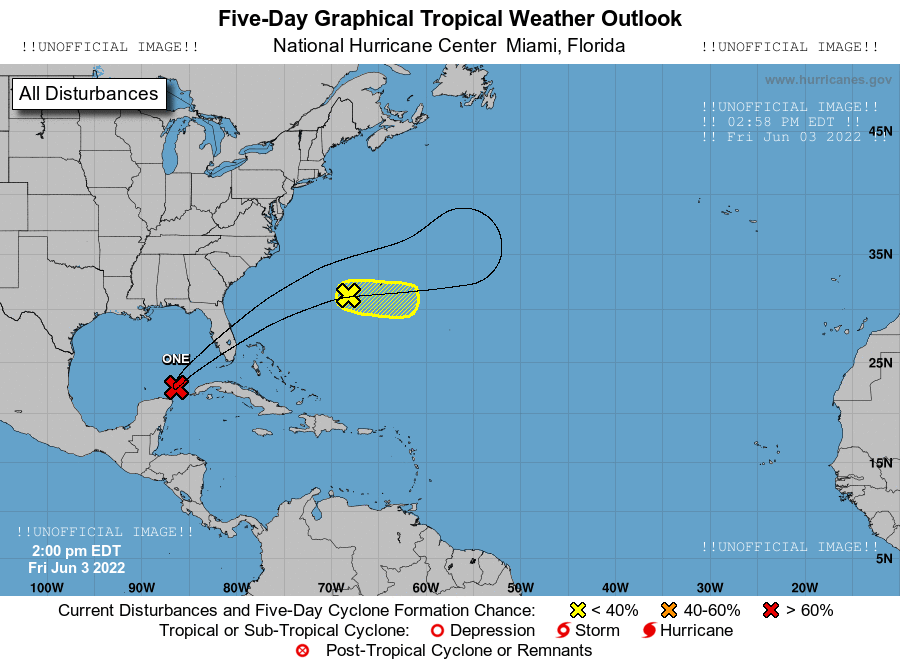 Five-Day Graphical Tropical Weather Outlook
!!UNOFFICIAL IMAGE!! National Hurricane Center  Miami, Florida !!UNOFFICIAL IMAGE!!
www.hurricanes.gov
All Disturbances
!!UNOFFICIAL IMAGE!!
!! 02:58 PM EDT !!
!! Fri Jun 03 2022 !!
45N
35N
ONE
25N
15N
!!UNOFFICIAL IMAGE!!
2:00 pm EDT
Fri Jun 3 2022
!!UNOFFICIAL IMAGE!!
5N
100W 90W 80W 70W 60W 50W 40W 30W 20W
Current Disturbances and Five-Day Cyclone Formation Chance: < 40% 40-60% > 60%
Tropical or Sub-Tropical Cyclone: Depression Storm Hurricane
Post-Tropical Cyclone or Remnants